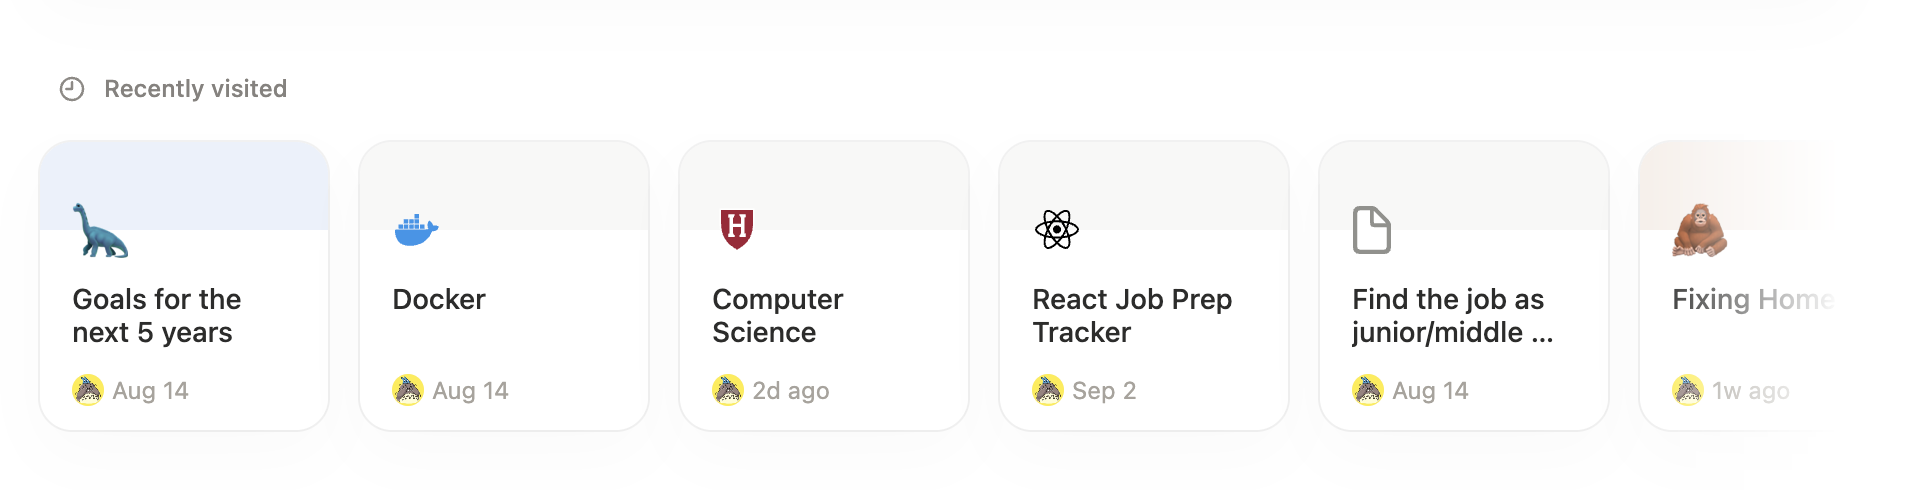 Recently visited
Goals for the
next 5 years
Aug 14
Docker
Aug 14
H
Computer
Science
2d ago
React Job Prep
Tracker
Sep 2
Find the job as
junior/middle ...
Aug 14
Fixing Home
1w ago